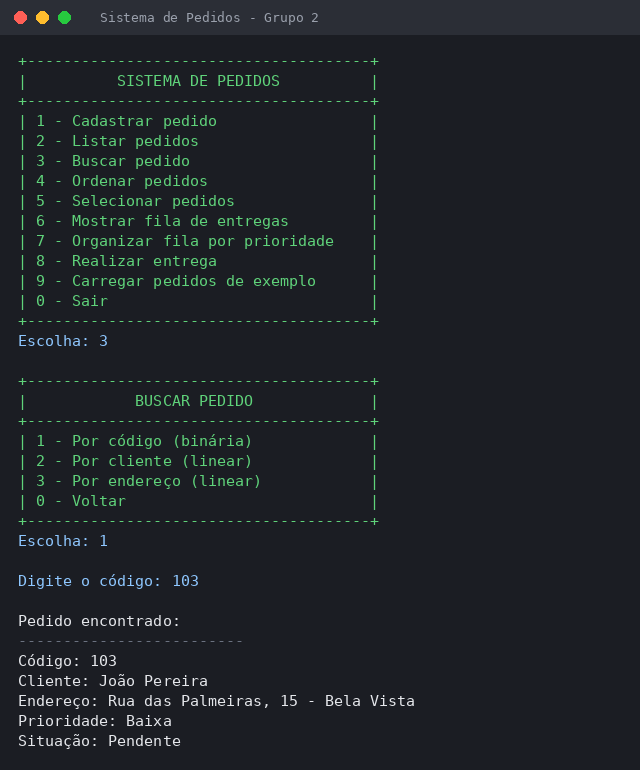 Sistema de Pedidos - Grupo 2
+--------------------------------------+
|          SISTEMA DE PEDIDOS          |
+--------------------------------------+
| 1 - Cadastrar pedido                 |
| 2 - Listar pedidos                   |
| 3 - Buscar pedido                    |
| 4 - Ordenar pedidos                  |
| 5 - Selecionar pedidos               |
| 6 - Mostrar fila de entregas         |
| 7 - Organizar fila por prioridade    |
| 8 - Realizar entrega                 |
| 9 - Carregar pedidos de exemplo      |
| 0 - Sair                             |
+--------------------------------------+
Escolha: 3
+--------------------------------------+
|            BUSCAR PEDIDO             |
+--------------------------------------+
| 1 - Por código (binária)             |
| 2 - Por cliente (linear)             |
| 3 - Por endereço (linear)            |
| 0 - Voltar                           |
+--------------------------------------+
Escolha: 1
Digite o código: 103
Pedido encontrado:
-------------------------
Código: 103
Cliente: João Pereira
Endereço: Rua das Palmeiras, 15 - Bela Vista
Prioridade: Baixa
Situação: Pendente